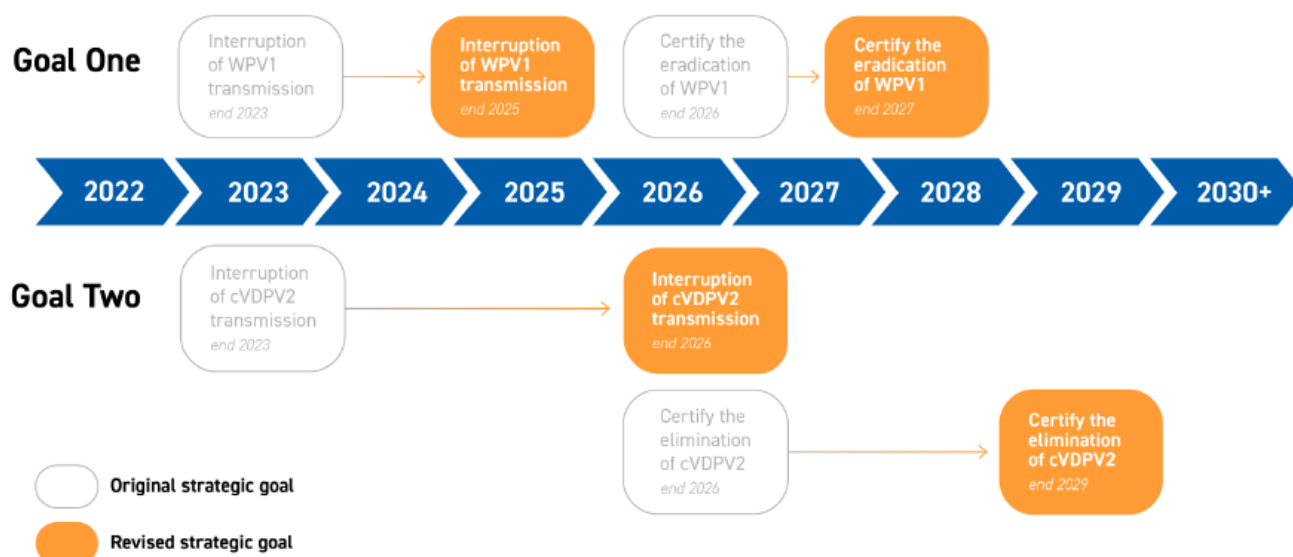 Goal One
Interruption
of WPV1
transmission
end 2023
Interruption
of WPV1
transmission
end 2025
Certify the
eradication
of WPV1
end 2026
Certify the
eradication
of WPV1
end 2027
2022
2023
2024
2025
2026
2027
2028
2029
2030+
Goal Two
Interruption
of cVDPV2
transmission
end 2023
Interruption
of cVDPV2
transmission
end 2026
Certify the
elimination
of cVDPV2
end 2026
Certify the
elimination
of cVDPV2
end 2029
Original strategic goal
Revised strategic goal